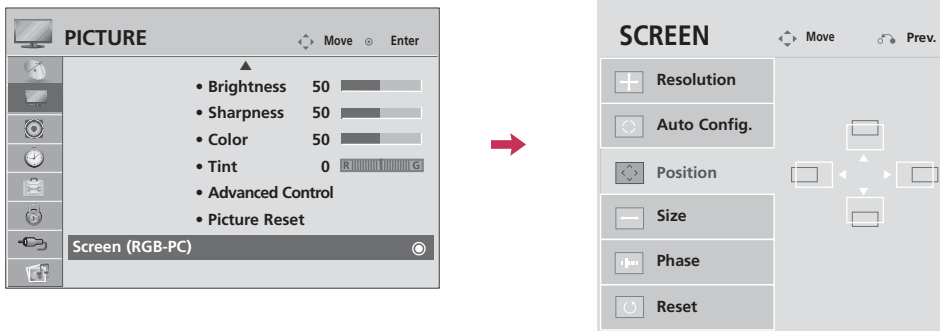 PICTURE
Move
Enter
• Brightness 50
• Sharpness 50
• Color 50
• Tint 0 R G
• Advanced Control
• Picture Reset
Screen (RGB-PC)
SCREEN
Move
Prev.
Resolution
Auto Config.
Position
Size
Phase
Reset